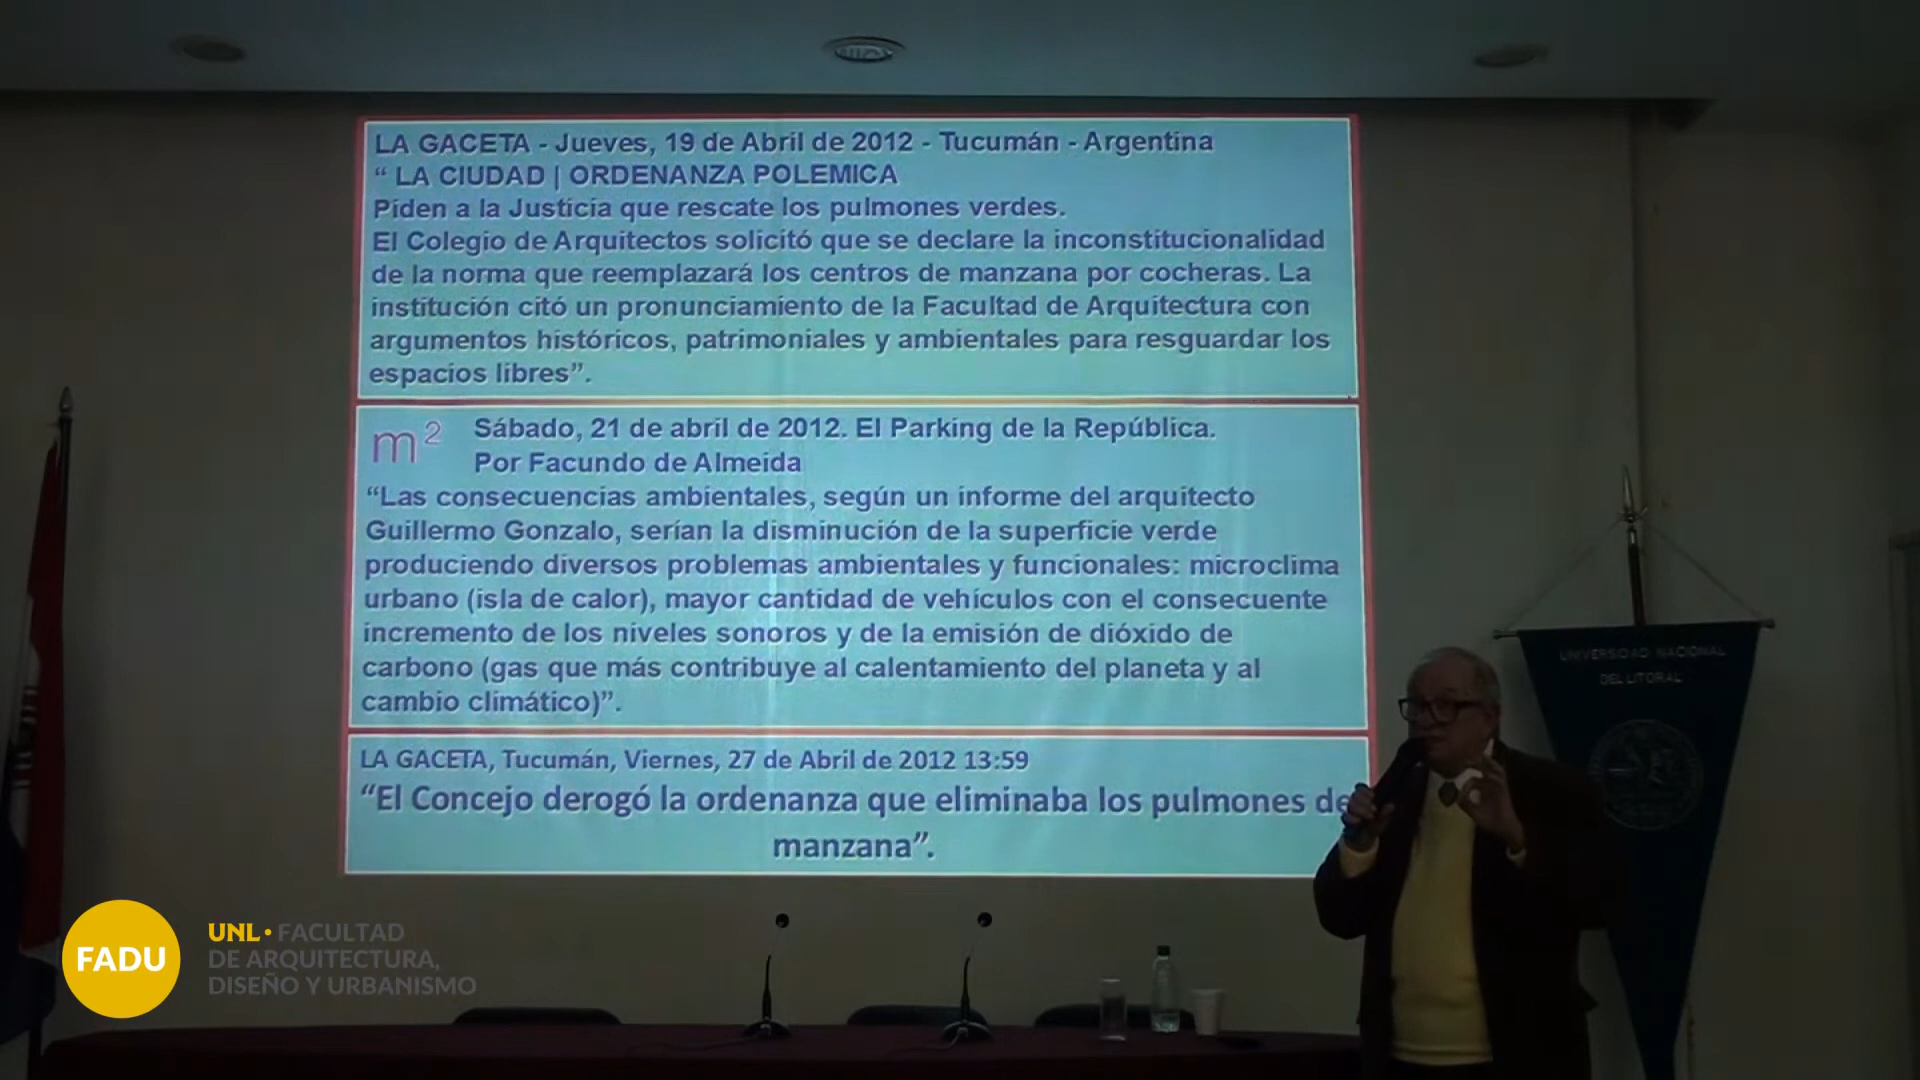 LA GACETA - Jueves, 19 de Abril de 2012 - Tucumán - Argentina
“ LA CIUDAD | ORDENANZA POLEMICA
Piden a la Justicia que rescate los pulmones verdes.
El Colegio de Arquitectos solicitó que se declare la inconstitucionalidad
de la norma que reemplazará los centros de manzana por cocheras. La
institución citó un pronunciamiento de la Facultad de Arquitectura con
argumentos históricos, patrimoniales y ambientales para resguardar los
espacios libres”.
m²
Sábado, 21 de abril de 2012. El Parking de la República.
Por Facundo de Almeida
“Las consecuencias ambientales, según un informe del arquitecto
Guillermo Gonzalo, serían la disminución de la superficie verde
produciendo diversos problemas ambientales y funcionales: microclima
urbano (isla de calor), mayor cantidad de vehículos con el consecuente
incremento de los niveles sonoros y de la emisión de dióxido de
carbono (gas que más contribuye al calentamiento del planeta y al
cambio climático)”.
LA GACETA, Tucumán, Viernes, 27 de Abril de 2012 13:59
“El Concejo derogó la ordenanza que eliminaba los pulmones de
manzana”.
UNIVERSIDAD NACIONAL
DEL LITORAL
FADU
UNL• FACULTAD
DE ARQUITECTURA,
DISEÑO Y URBANISMO